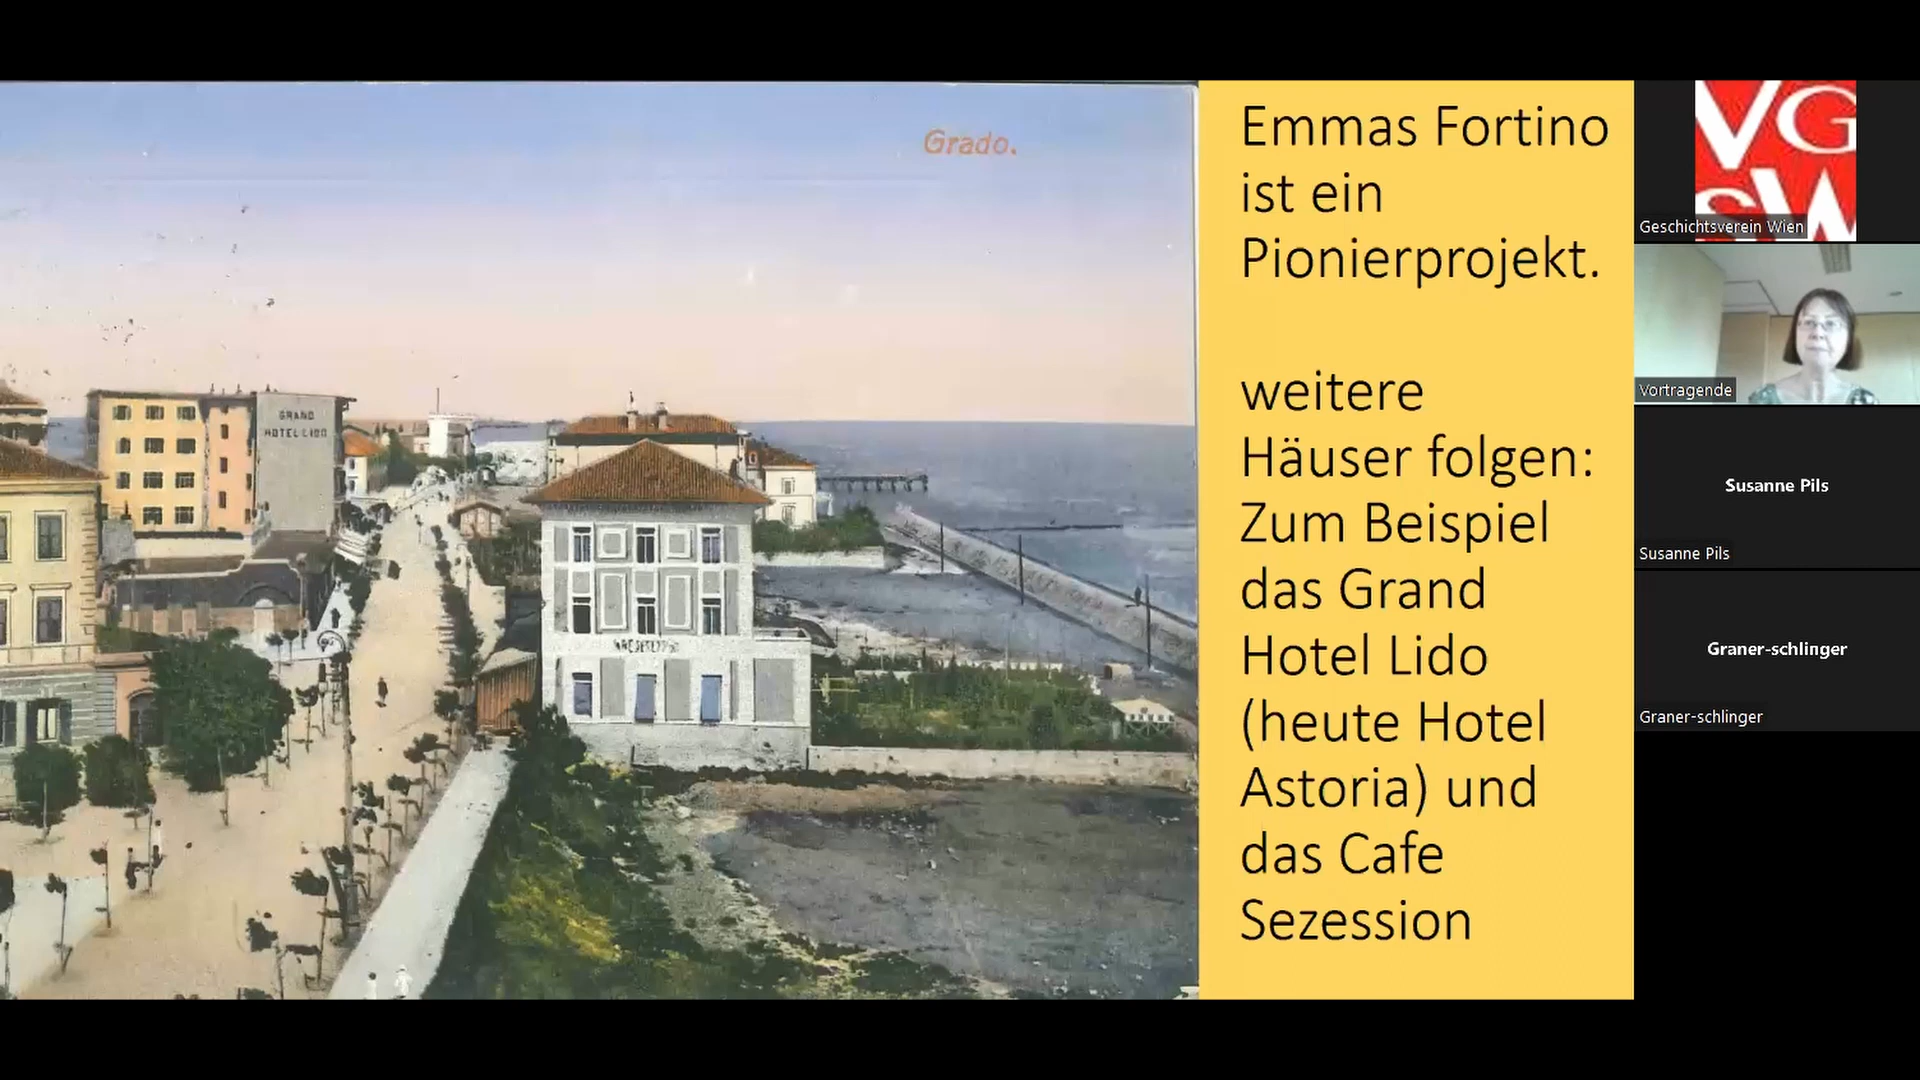 Grado.
GRAND
HOTEL LIDO
Emmas Fortino
ist ein
Pionierprojekt.
weitere
Häuser folgen:
Zum Beispiel
das Grand
Hotel Lido
(heute Hotel
Astoria) und
das Cafe
Sezession
VG
SW
Geschichtsverein Wien
Vortragende
Susanne Pils
Susanne Pils
Graner-schlinger
Graner-schlinger